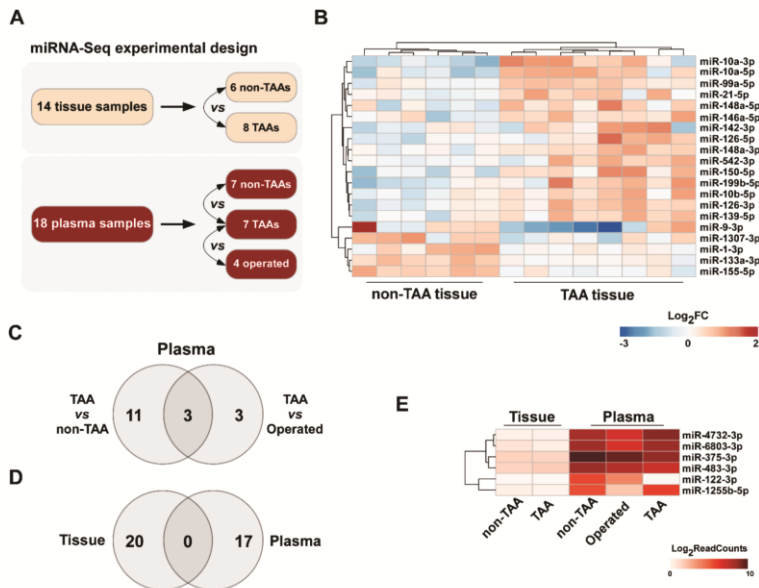 A
miRNA-Seq experimental design
14 tissue samples
6 non-TAAs
vs
8 TAAs
18 plasma samples
7 non-TAAs
vs
7 TAAs
vs
4 operated
B
miR-10a-3p
miR-10a-5p
miR-99a-5p
miR-21-5p
miR-148a-5p
miR-146a-5p
miR-142-3p
miR-126-5p
miR-148a-3p
miR-542-3p
miR-150-5p
miR-199b-5p
miR-10b-5p
miR-126-3p
miR-139-5p
miR-9-3p
miR-1307-3p
miR-1-3p
miR-133a-3p
miR-155-5p
non-TAA tissue
TAA tissue
Log2FC
-3
0
2
C
Plasma
TAA
vs
non-TAA
11
3
3
TAA
vs
Operated
D
Tissue
20
0
17
Plasma
E
Tissue
Plasma
miR-4732-3p
miR-6803-3p
miR-375-3p
miR-483-3p
miR-122-3p
miR-1255b-5p
non-TAA
TAA
non-TAA
Operated
TAA
Log2ReadCounts
0
10